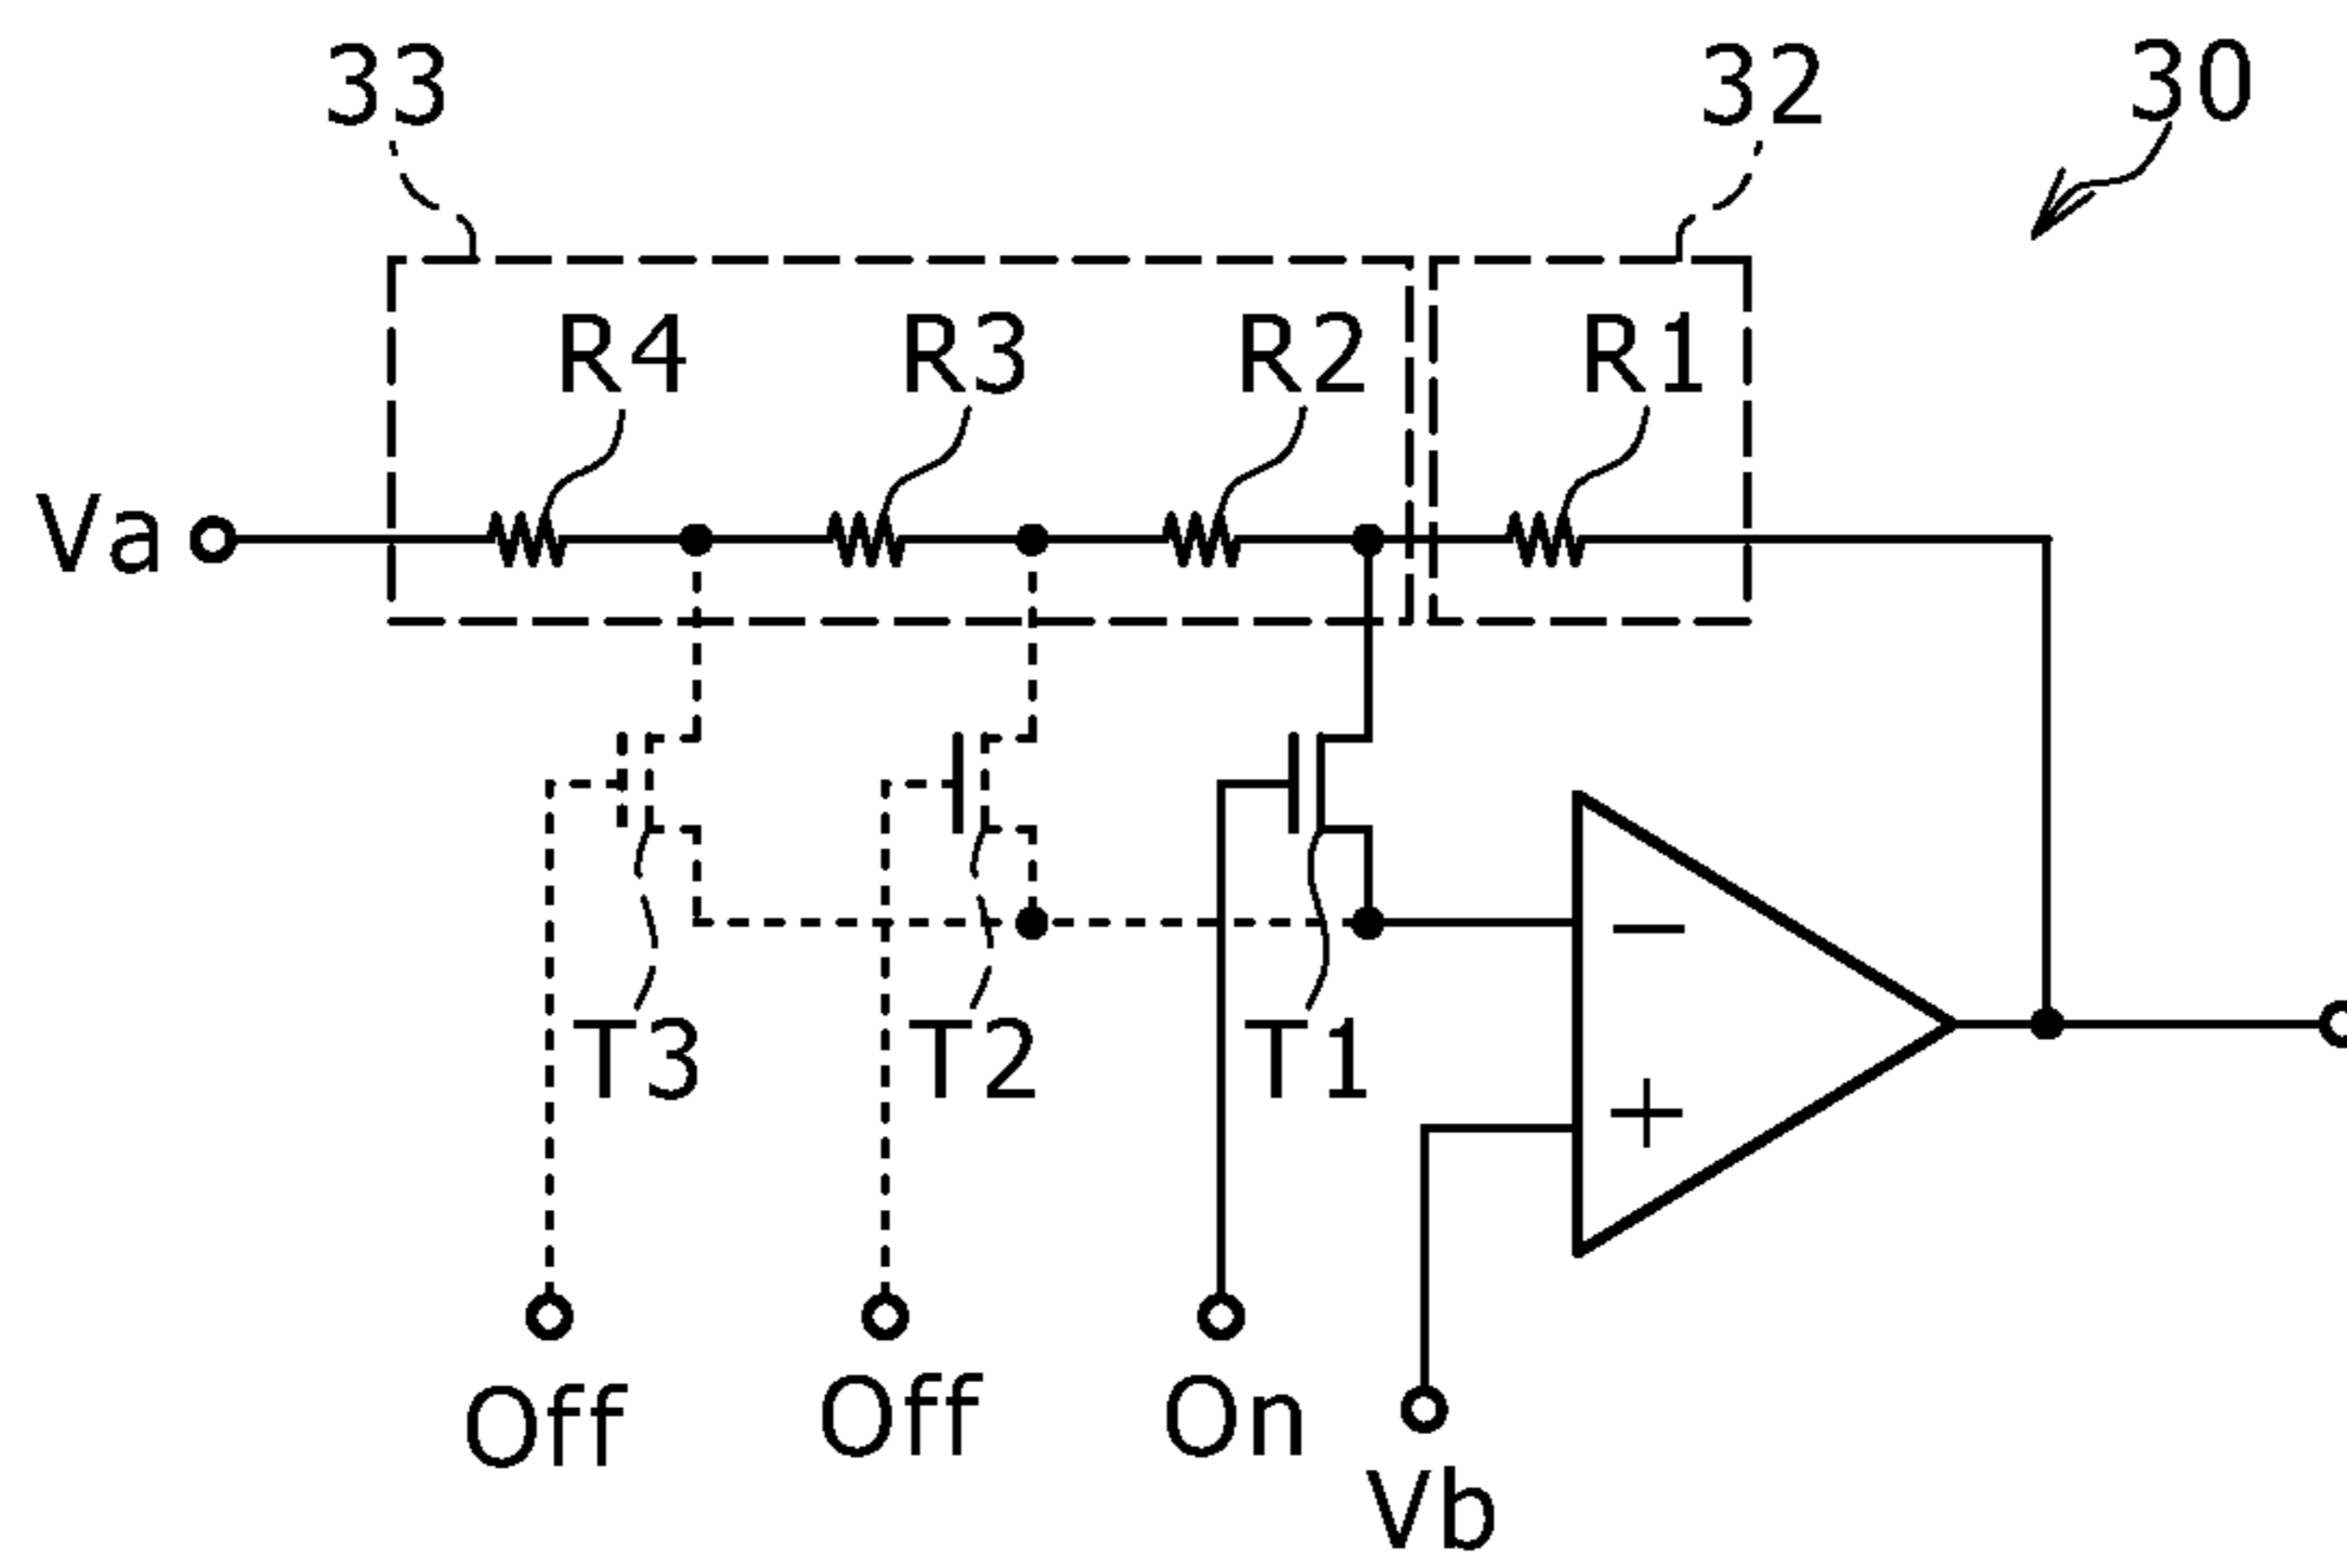 33 32 30
R4 R3 R2 R1
Va
−
T3 T2 T1
+
Off Off On
Vb